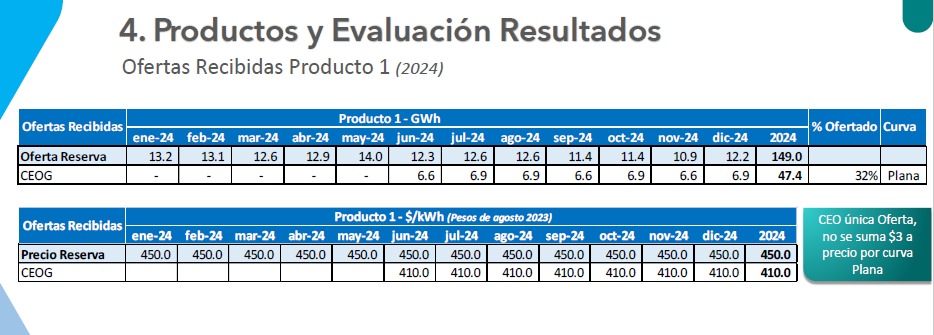 4. Productos y Evaluación Resultados
Ofertas Recibidas Producto 1 (2024)
Ofertas Recibidas Producto 1 - GWh % Ofertado Curva
ene-24 feb-24 mar-24 abr-24 may-24 jun-24 jul-24 ago-24 sep-24 oct-24 nov-24 dic-24 2024
Oferta Reserva 13.2 13.1 12.6 12.9 14.0 12.3 12.6 12.6 11.4 11.4 10.9 12.2 149.0
CEOG - - - - - 6.6 6.9 6.9 6.6 6.9 6.6 6.9 47.4 32% Plana
Ofertas Recibidas Producto 1 - $/kWh (Pesos de agosto 2023)
ene-24 feb-24 mar-24 abr-24 may-24 jun-24 jul-24 ago-24 sep-24 oct-24 nov-24 dic-24 2024
Precio Reserva 450.0 450.0 450.0 450.0 450.0 450.0 450.0 450.0 450.0 450.0 450.0 450.0 450.0
CEOG 410.0 410.0 410.0 410.0 410.0 410.0 410.0 410.0
CEO única Oferta,
no se suma $3 a
precio por curva
Plana